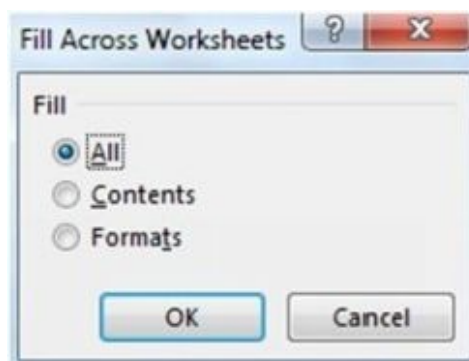 Fill Across Worksheets
Fill
All
Contents
Formats
OK
Cancel